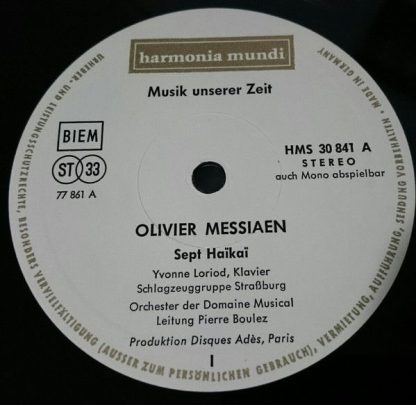 harmonia mundi
Musik unserer Zeit
BIEM
ST 33
77 861 A
HMS 30 841 A
STEREO
auch Mono abspielbar
OLIVIER MESSIAEN
Sept Haïkaï
Yvonne Loriod, Klavier
Schlagzeuggruppe Straßburg
Orchester der Domaine Musical
Leitung Pierre Boulez
Produktion Disques Adès, Paris
I
URHEBER- UND LEISTUNGSSCHUTZRECHTE, BESONDERS VERVIELFÄLTIGUNG (AUSSER ZUM PERSÖNLICHEN GEBRAUCH), VERMIETUNG, AUFFÜHRUNG, SENDUNG VORBEHALTEN • MADE IN GERMANY